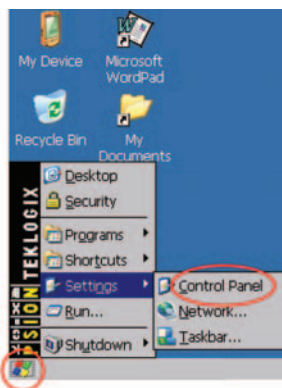 My Device
Microsoft
WordPad
Recycle Bin
My
Documents
PSION TEKLOGIX
Desktop
Security
Programs
Shortcuts
Settings
Run...
Shutdown
Control Panel
Network...
Taskbar...